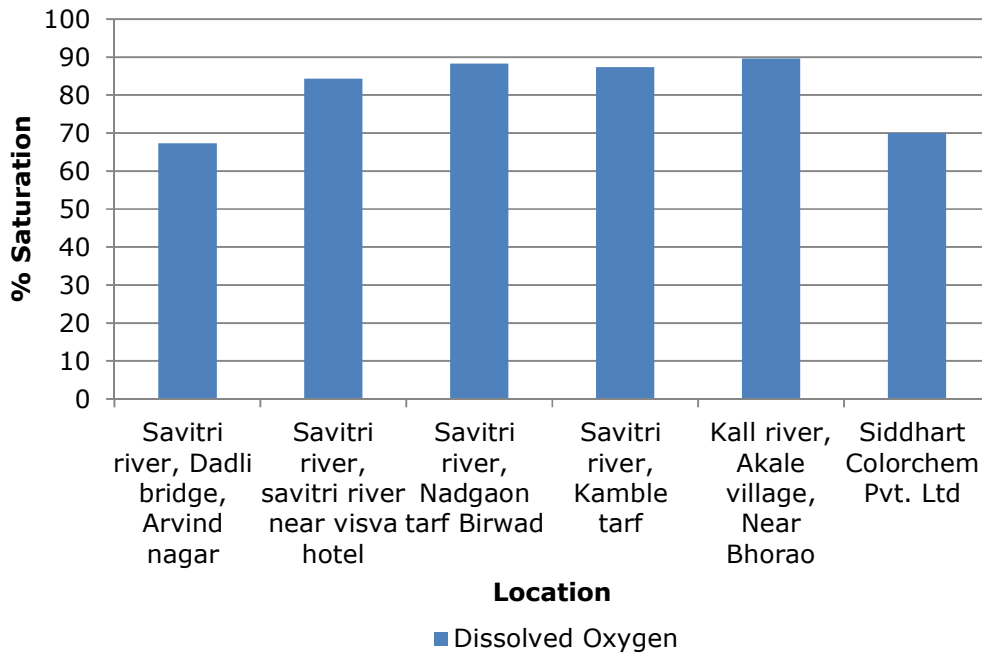 100
90
80
70
60
50
40
30
20
10
0
% Saturation
Savitri
river, Dadli
bridge,
Arvind
nagar
Savitri
river,
savitri river
near visva
hotel
Savitri
river,
Nadgaon
tarf Birwad
Savitri
river,
Kamble
tarf
Kall river,
Akale
village,
Near
Bhorao
Siddhart
Colorchem
Pvt. Ltd
Location
Dissolved Oxygen